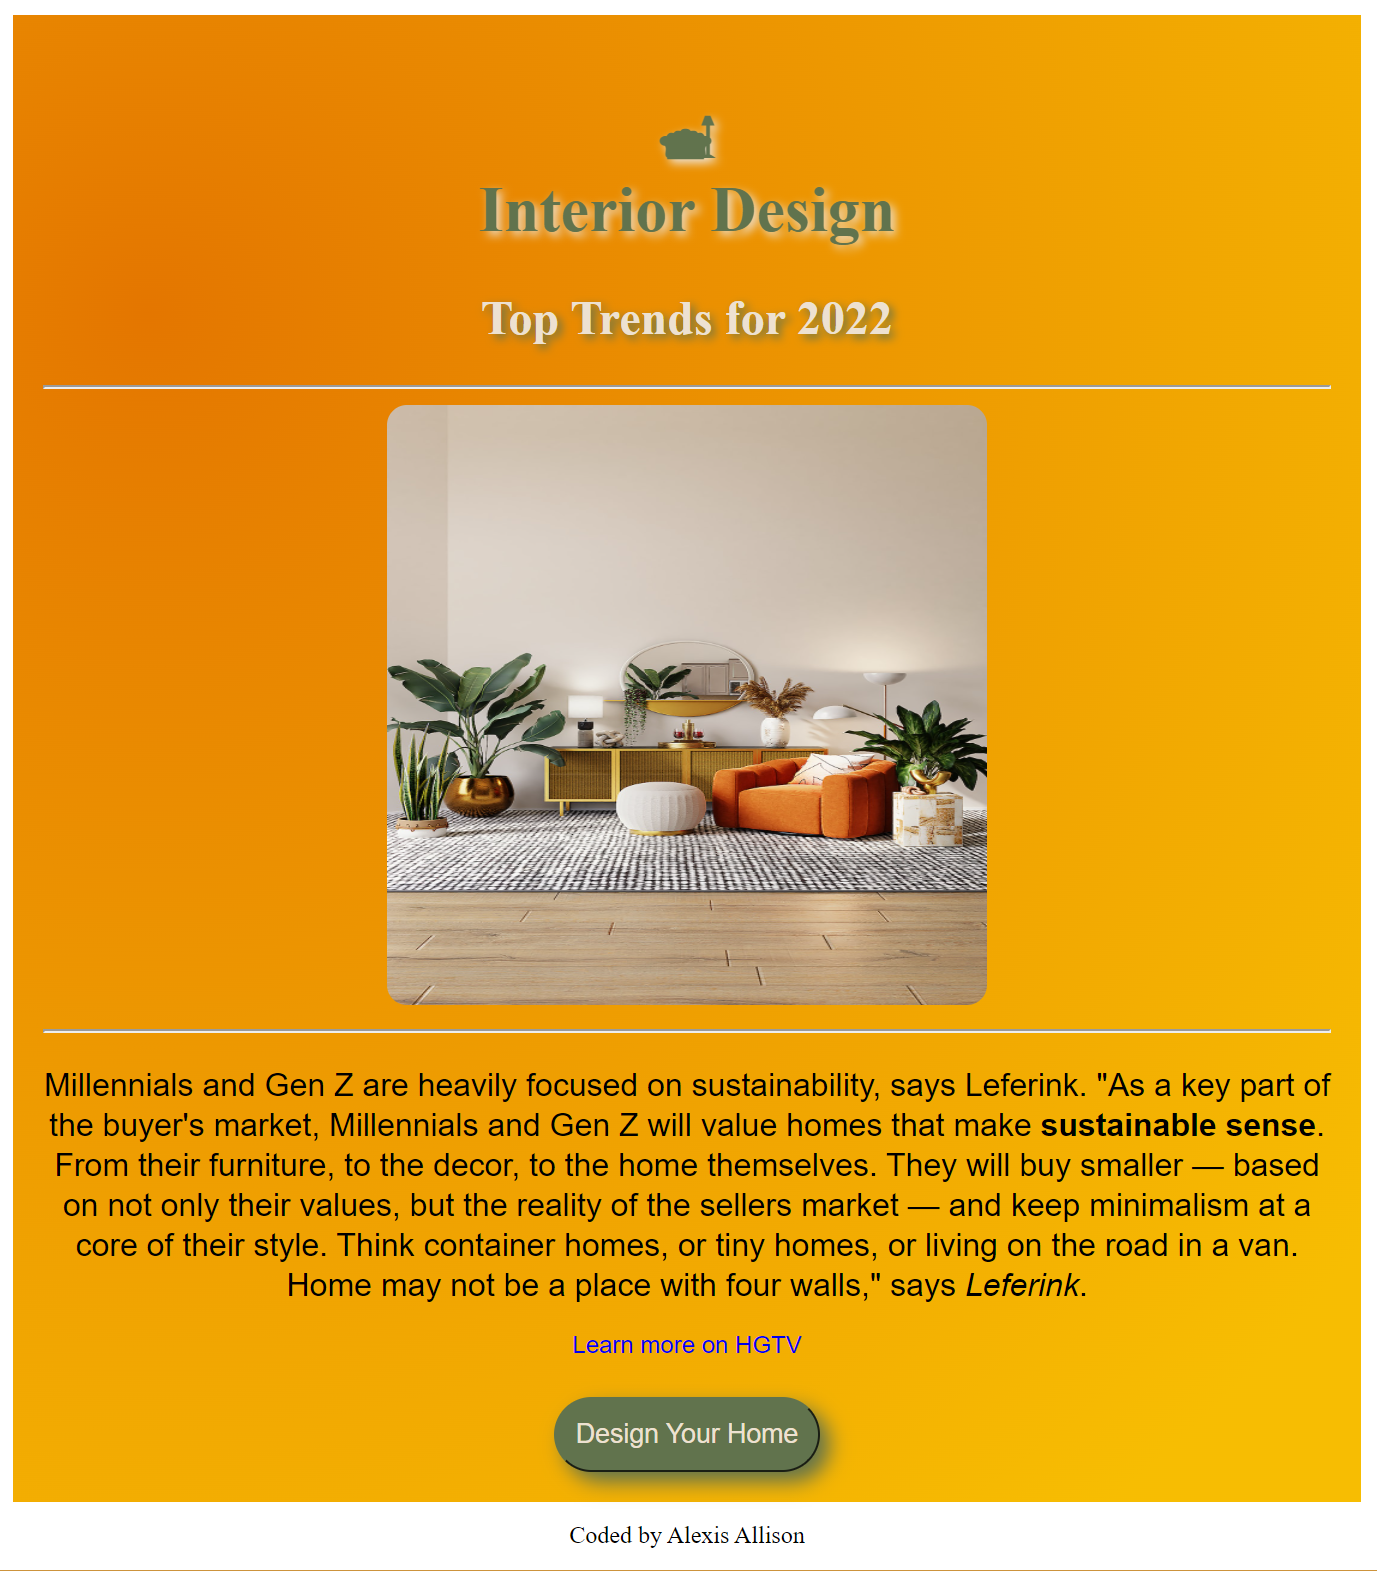 Interior Design
Top Trends for 2022
Millennials and Gen Z are heavily focused on sustainability, says Leferink. "As a key part of
the buyer's market, Millennials and Gen Z will value homes that make sustainable sense.
From their furniture, to the decor, to the home themselves. They will buy smaller — based
on not only their values, but the reality of the sellers market — and keep minimalism at a
core of their style. Think container homes, or tiny homes, or living on the road in a van.
Home may not be a place with four walls," says Leferink.
Learn more on HGTV
Design Your Home
Coded by Alexis Allison